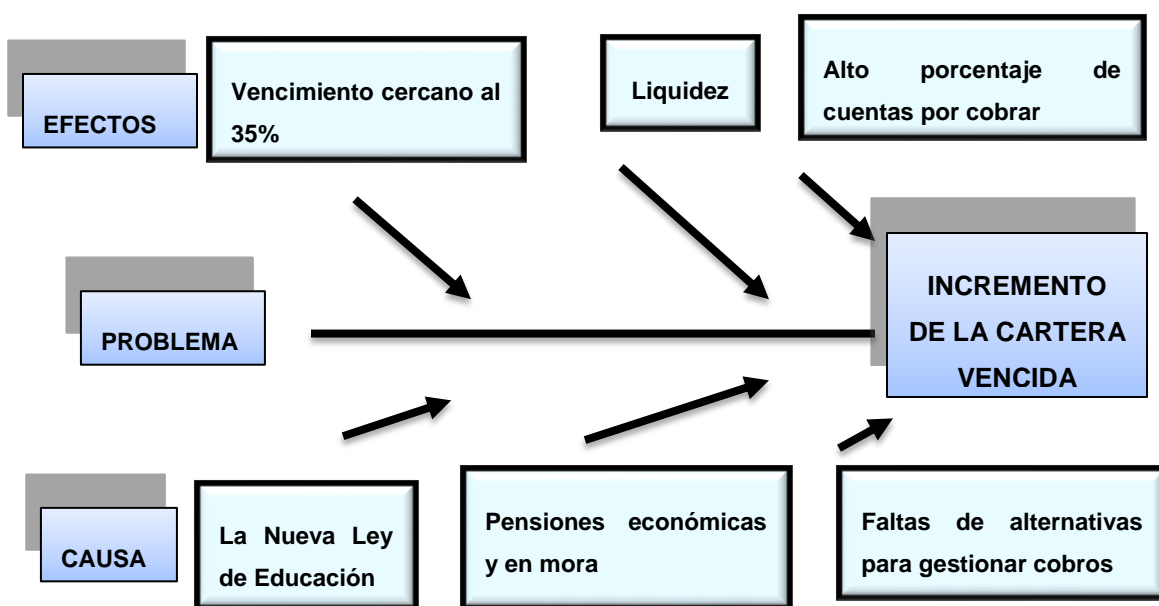 EFECTOS
Vencimiento cercano al
35%
Liquidez
Alto porcentaje de
cuentas por cobrar
PROBLEMA
INCREMENTO
DE LA CARTERA
VENCIDA
CAUSA
La Nueva Ley
de Educación
Pensiones económicas
y en mora
Faltas de alternativas
para gestionar cobros